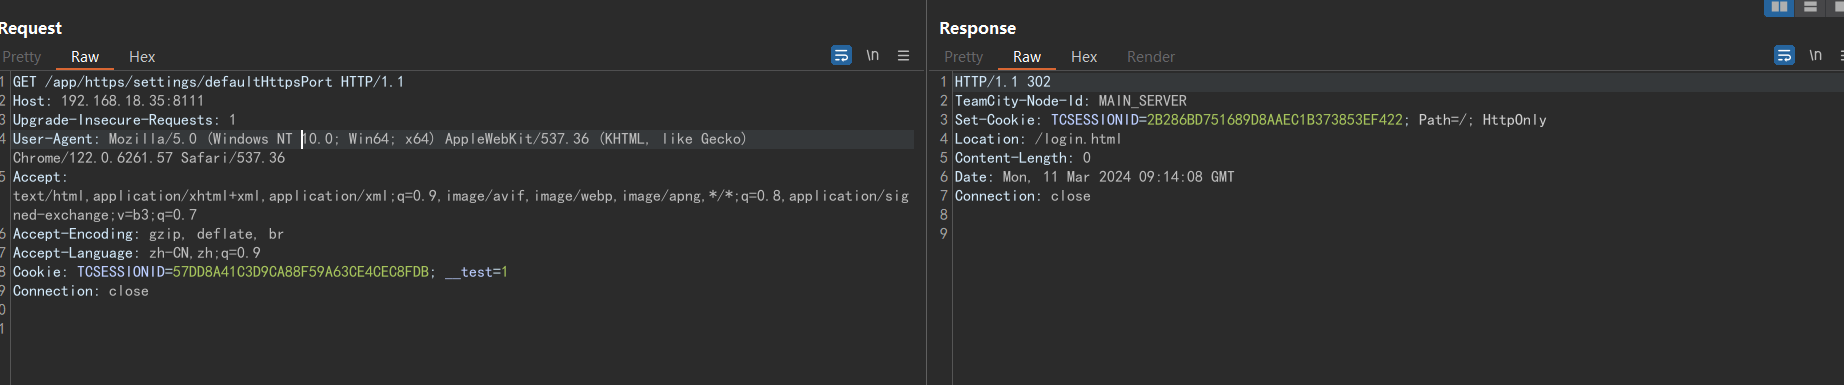 Request
Pretty Raw Hex
\n
1 GET /app/https/settings/defaultHttpsPort HTTP/1.1
2 Host: 192.168.18.35:8111
3 Upgrade-Insecure-Requests: 1
4 User-Agent: Mozilla/5.0 (Windows NT 10.0; Win64; x64) AppleWebKit/537.36 (KHTML, like Gecko)
Chrome/122.0.6261.57 Safari/537.36
5 Accept:
text/html,application/xhtml+xml,application/xml;q=0.9,image/avif,image/webp,image/apng,*/*;q=0.8,application/sig
ned-exchange;v=b3;q=0.7
6 Accept-Encoding: gzip, deflate, br
7 Accept-Language: zh-CN,zh;q=0.9
8 Cookie: TCSESSIONID=57DD8A41C3D9CA88F59A63CE4CEC8FDB; __test=1
9 Connection: close
0
1
Response
Pretty Raw Hex Render
\n
1 HTTP/1.1 302
2 TeamCity-Node-Id: MAIN_SERVER
3 Set-Cookie: TCSESSIONID=2B286BD751689D8AAEC1B373853EF422; Path=/; HttpOnly
4 Location: /login.html
5 Content-Length: 0
6 Date: Mon, 11 Mar 2024 09:14:08 GMT
7 Connection: close
8
9